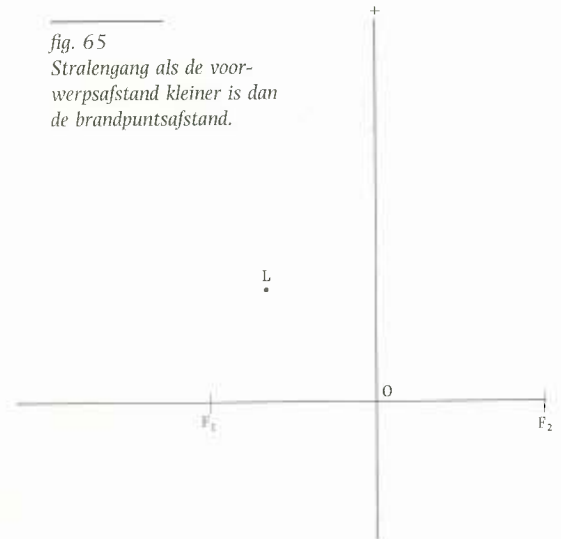 +
fig. 65
Stralengang als de voor-
werpsafstand kleiner is dan
de brandpuntsafstand.
L
O
F₁
F₂